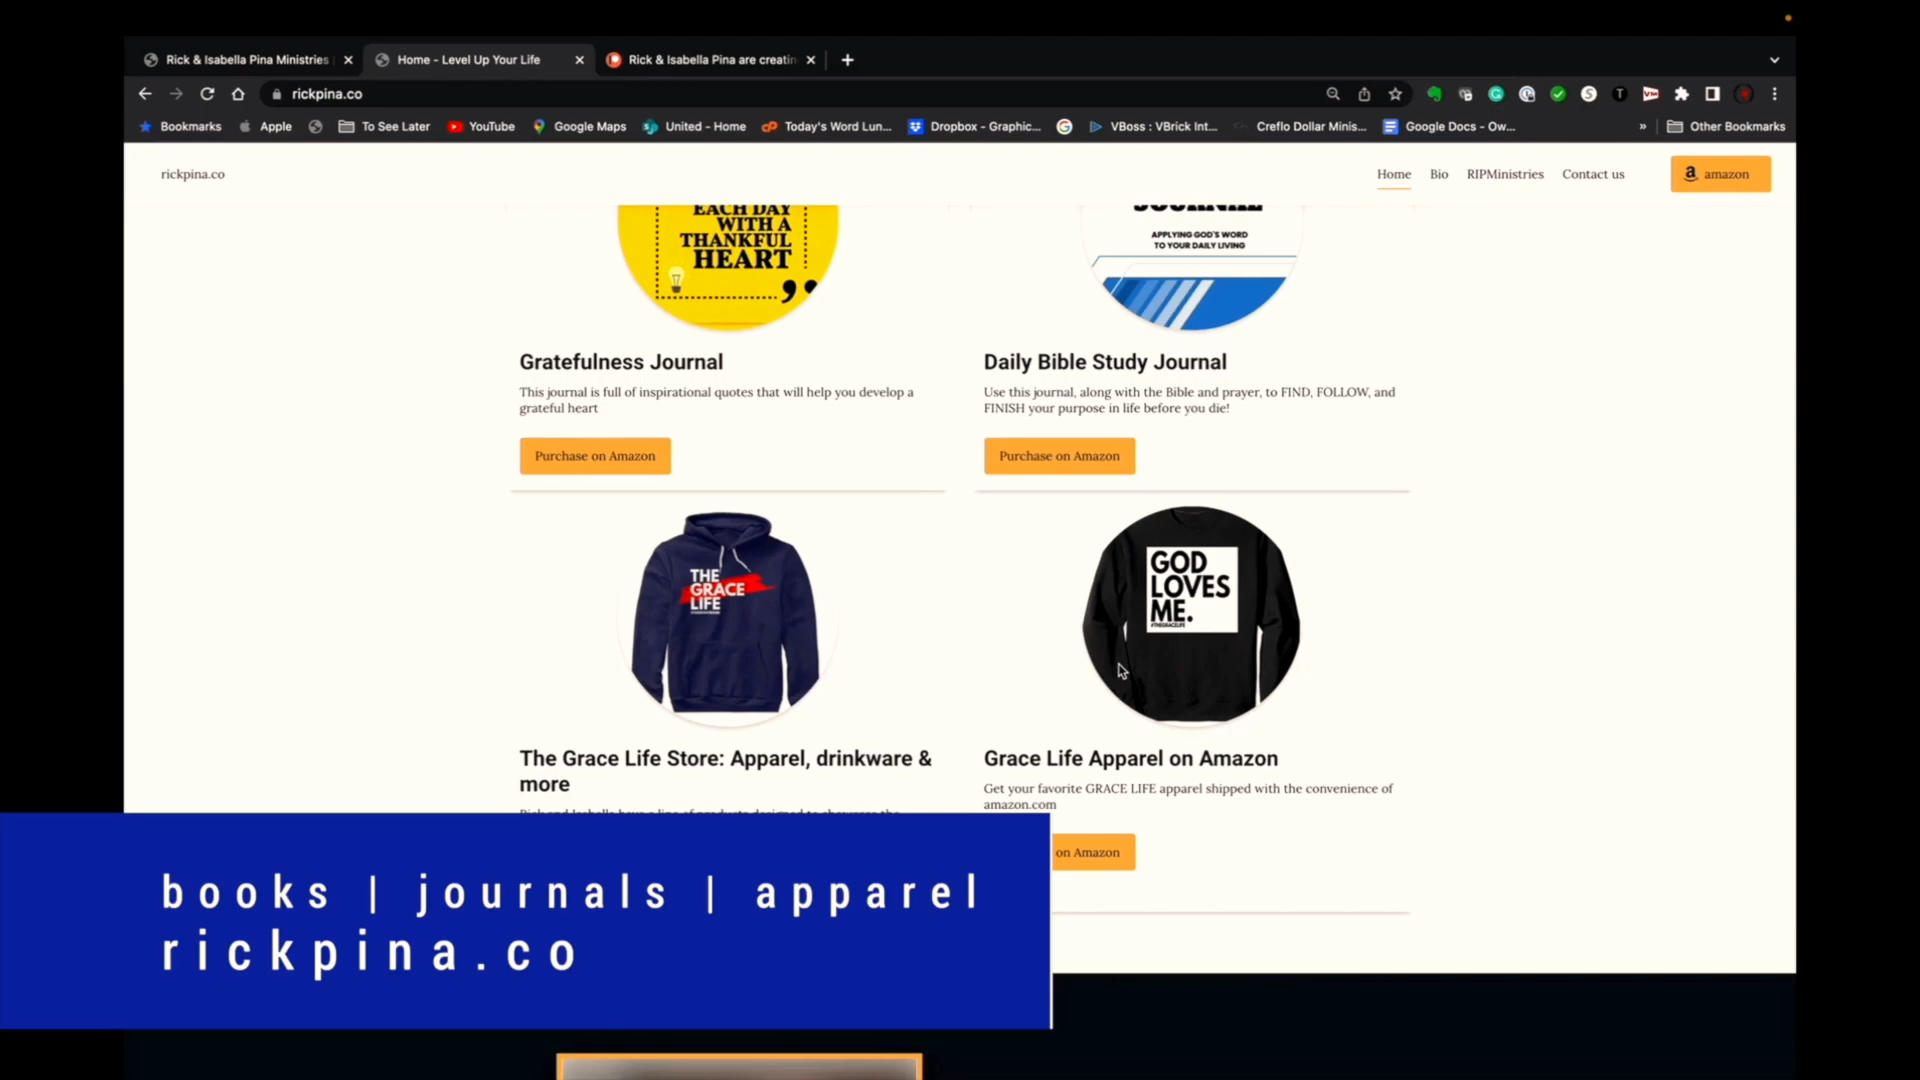 Rick & Isabella Pina Ministries
Home - Level Up Your Life
Rick & Isabella Pina are creatin
rickpina.co
Bookmarks
Apple
To See Later
YouTube
Google Maps
United - Home
Today's Word Lun...
Dropbox - Graphic...
VBoss : VBrick Int...
Creflo Dollar Minis...
Google Docs - Ow...
»
Other Bookmarks
rickpina.co
Home
Bio
RIPMinistries
Contact us
amazon
EACH DAY
WITH A
THANKFUL
HEART
JOURNAL
APPLYING GOD'S WORD
TO YOUR DAILY LIVING
Gratefulness Journal
This journal is full of inspirational quotes that will help you develop a
grateful heart
Purchase on Amazon
Daily Bible Study Journal
Use this journal, along with the Bible and prayer, to FIND, FOLLOW, and
FINISH your purpose in life before you die!
Purchase on Amazon
THE
GRACE
LIFE
GOD
LOVES
ME.
#THEGRACELIFE
The Grace Life Store: Apparel, drinkware &
more
Grace Life Apparel on Amazon
Get your favorite GRACE LIFE apparel shipped with the convenience of
amazon.com
on Amazon
books | journals | apparel
rickpina.co